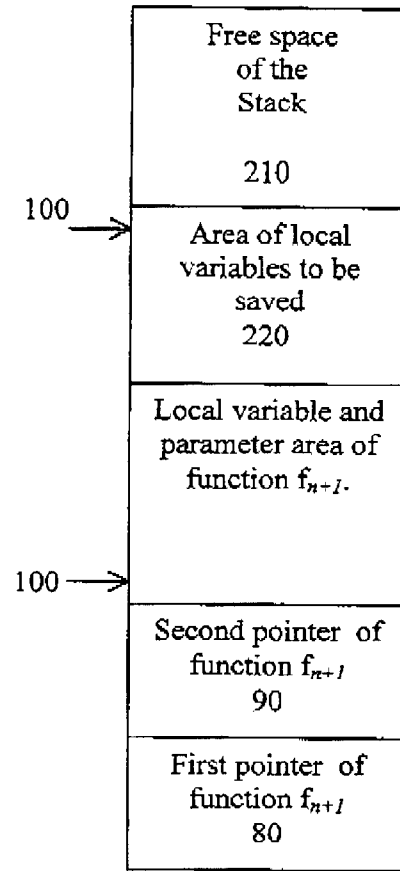 Free space
of the
Stack
210
100
Area of local
variables to be
saved
220
Local variable and
parameter area of
function fn+1.
100
Second pointer of
function fn+1
90
First pointer of
function fn+1
80